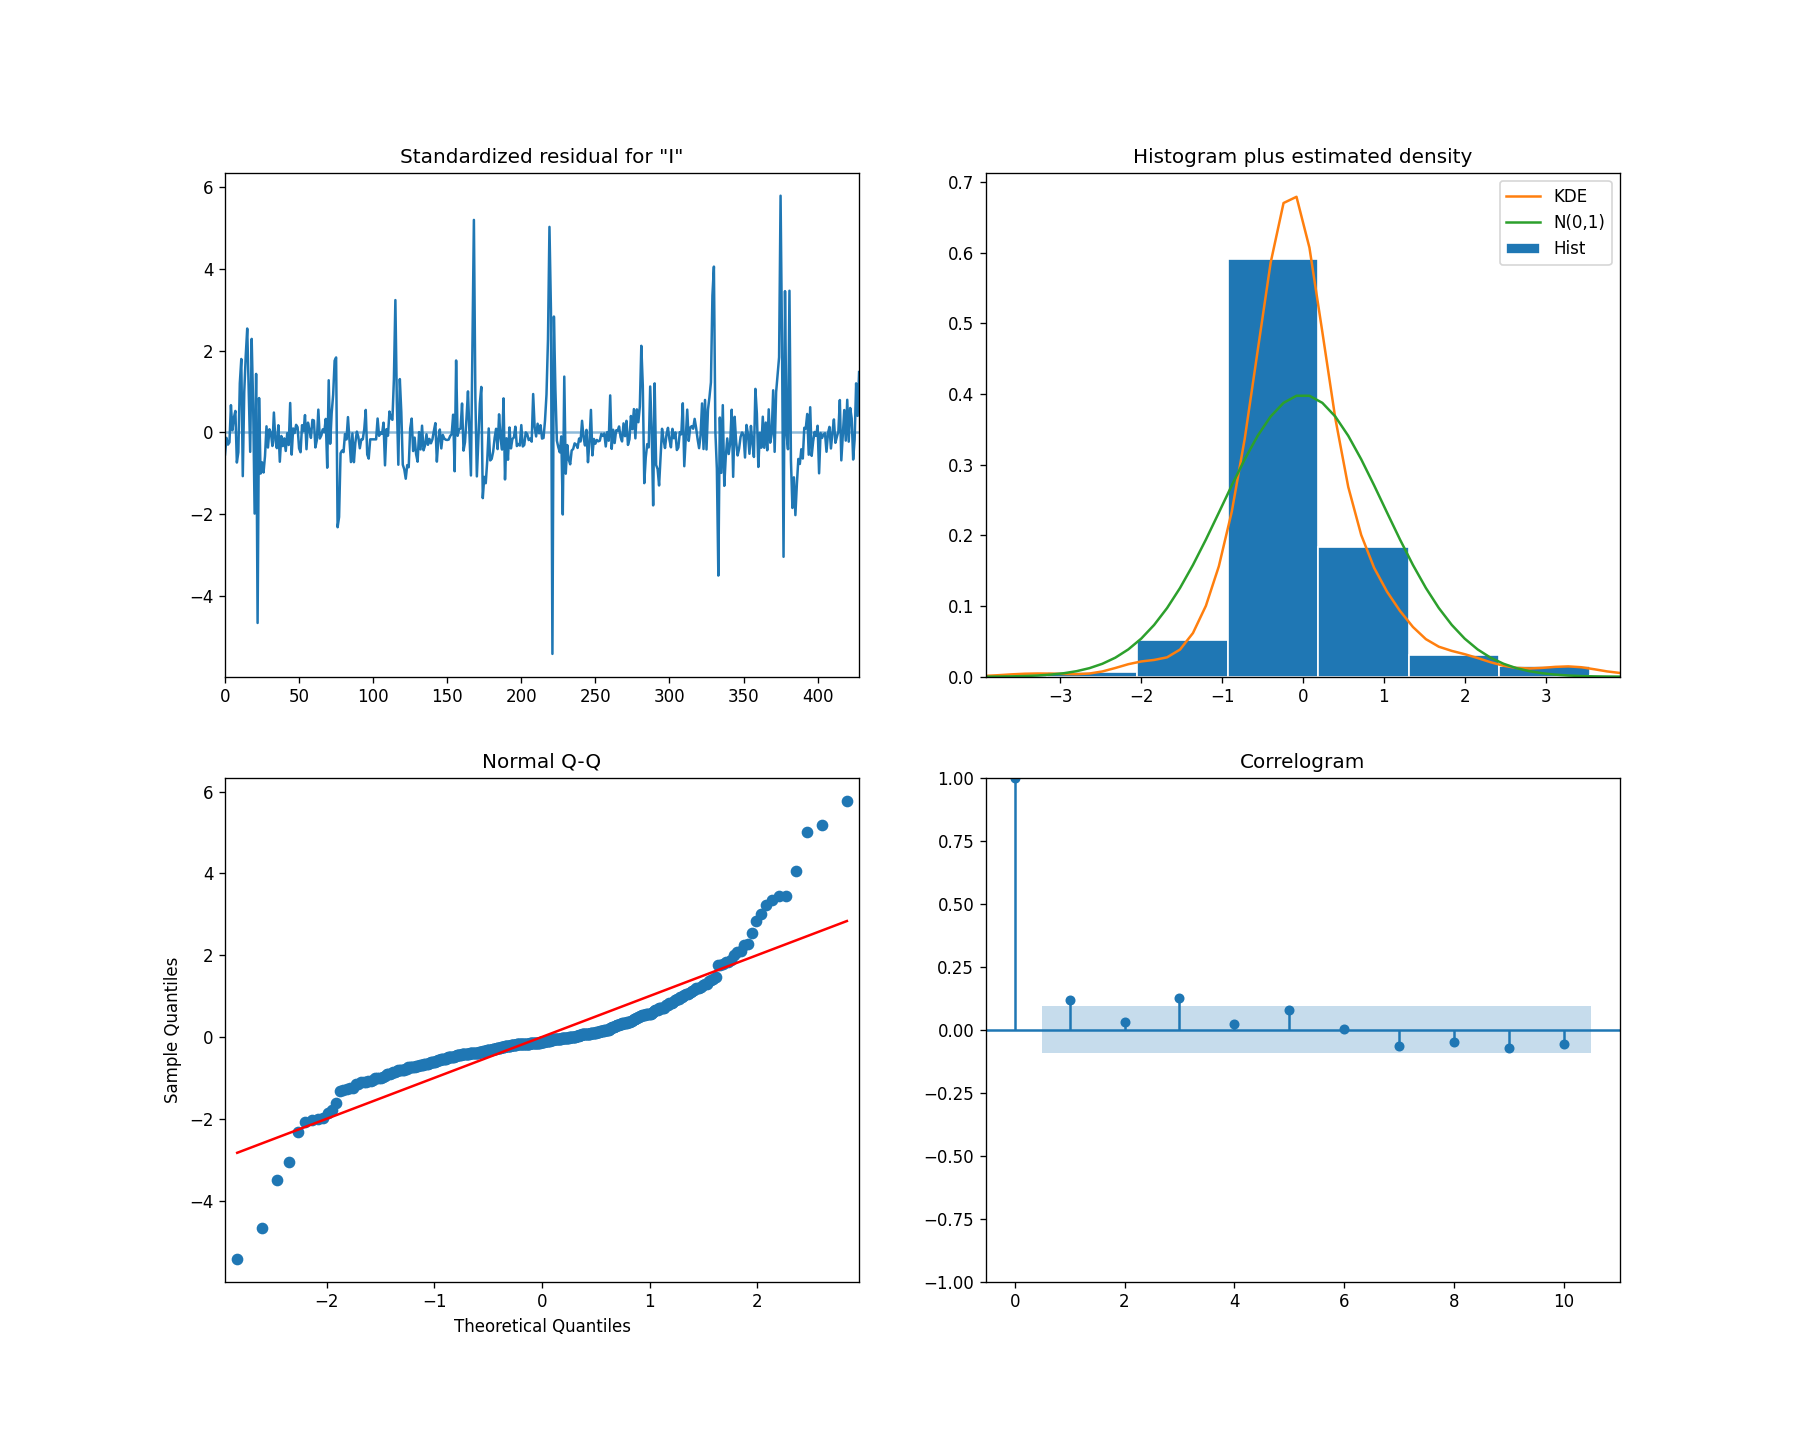 Standardized residual for "I"
6
4
2
0
−2
−4
0 50 100 150 200 250 300 350 400
Histogram plus estimated density
0.7
0.6
0.5
0.4
0.3
0.2
0.1
0.0
−3 −2 −1 0 1 2 3
KDE
N(0,1)
Hist
Normal Q-Q
Sample Quantiles
6
4
2
0
−2
−4
−2 −1 0 1 2
Theoretical Quantiles
Correlogram
1.00
0.75
0.50
0.25
0.00
−0.25
−0.50
−0.75
−1.00
0 2 4 6 8 10